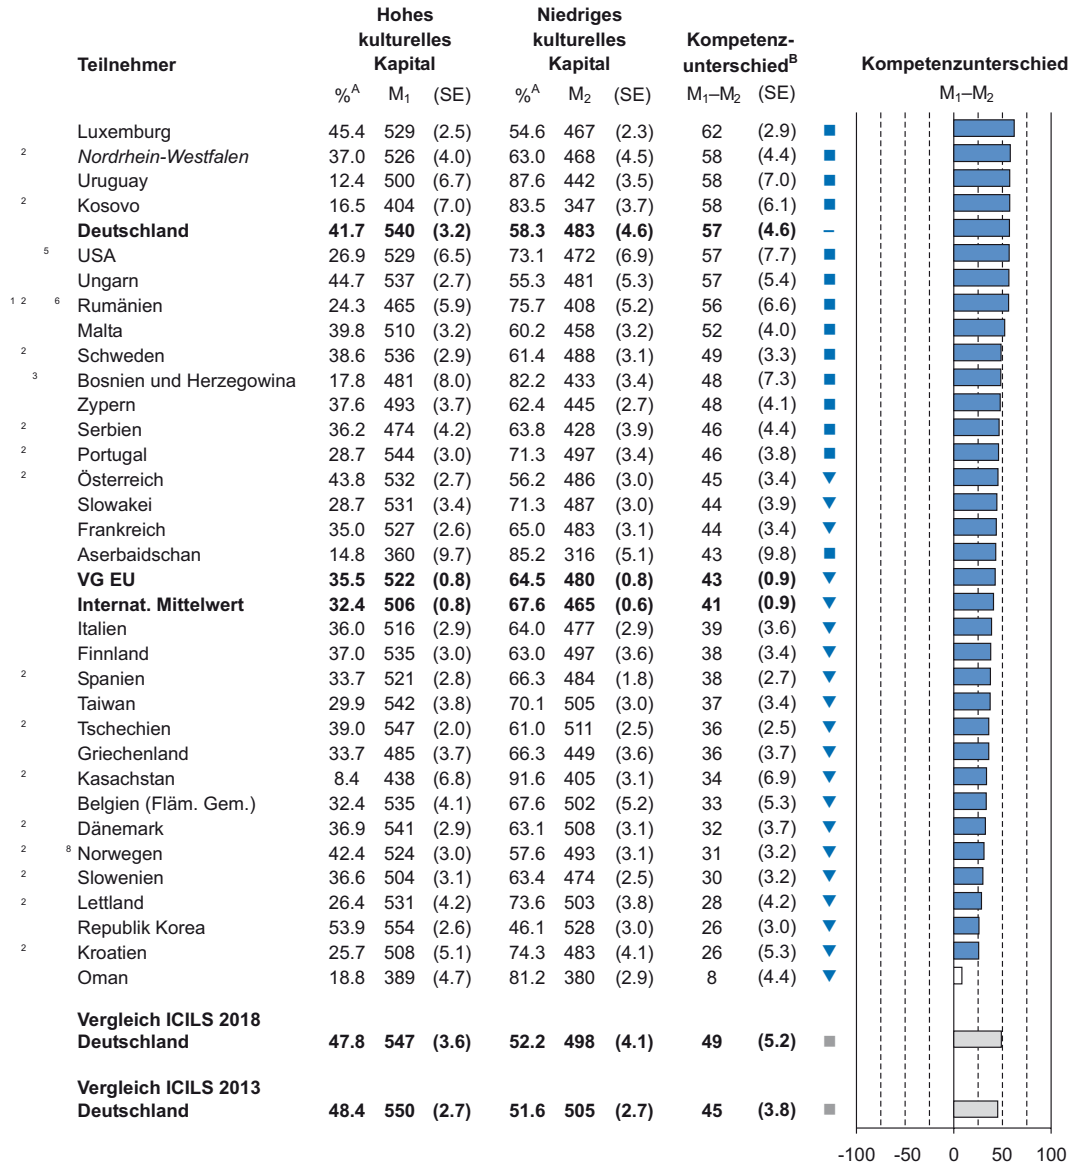 Teilnehmer Hohes kulturelles Kapital Niedriges kulturelles Kapital Kompetenz-unterschiedB Kompetenzunterschied
%A M1 (SE) %A M2 (SE) M1–M2 (SE) M1–M2
Luxemburg 45.4 529 (2.5) 54.6 467 (2.3) 62 (2.9) ■
2 Nordrhein-Westfalen 37.0 526 (4.0) 63.0 468 (4.5) 58 (4.4) ■
Uruguay 12.4 500 (6.7) 87.6 442 (3.5) 58 (7.0) ■
2 Kosovo 16.5 404 (7.0) 83.5 347 (3.7) 58 (6.1) ■
Deutschland 41.7 540 (3.2) 58.3 483 (4.6) 57 (4.6) –
5 USA 26.9 529 (6.5) 73.1 472 (6.9) 57 (7.7) ■
Ungarn 44.7 537 (2.7) 55.3 481 (5.3) 57 (5.4) ■
1 2 6 Rumänien 24.3 465 (5.9) 75.7 408 (5.2) 56 (6.6) ■
Malta 39.8 510 (3.2) 60.2 458 (3.2) 52 (4.0) ■
2 Schweden 38.6 536 (2.9) 61.4 488 (3.1) 49 (3.3) ■
3 Bosnien und Herzegowina 17.8 481 (8.0) 82.2 433 (3.4) 48 (7.3) ■
Zypern 37.6 493 (3.7) 62.4 445 (2.7) 48 (4.1) ■
2 Serbien 36.2 474 (4.2) 63.8 428 (3.9) 46 (4.4) ■
2 Portugal 28.7 544 (3.0) 71.3 497 (3.4) 46 (3.8) ■
2 Österreich 43.8 532 (2.7) 56.2 486 (3.0) 45 (3.4) ▼
Slowakei 28.7 531 (3.4) 71.3 487 (3.0) 44 (3.9) ▼
Frankreich 35.0 527 (2.6) 65.0 483 (3.1) 44 (3.4) ▼
Aserbaidschan 14.8 360 (9.7) 85.2 316 (5.1) 43 (9.8) ■
VG EU 35.5 522 (0.8) 64.5 480 (0.8) 43 (0.9) ▼
Internat. Mittelwert 32.4 506 (0.8) 67.6 465 (0.6) 41 (0.9) ▼
Italien 36.0 516 (2.9) 64.0 477 (2.9) 39 (3.6) ▼
Finnland 37.0 535 (3.0) 63.0 497 (3.6) 38 (3.4) ▼
2 Spanien 33.7 521 (2.8) 66.3 484 (1.8) 38 (2.7) ▼
Taiwan 29.9 542 (3.8) 70.1 505 (3.0) 37 (3.4) ▼
2 Tschechien 39.0 547 (2.0) 61.0 511 (2.5) 36 (2.5) ▼
Griechenland 33.7 485 (3.7) 66.3 449 (3.6) 36 (3.7) ▼
2 Kasachstan 8.4 438 (6.8) 91.6 405 (3.1) 34 (6.9) ▼
Belgien (Fläm. Gem.) 32.4 535 (4.1) 67.6 502 (5.2) 33 (5.3) ▼
2 Dänemark 36.9 541 (2.9) 63.1 508 (3.1) 32 (3.7) ▼
2 8 Norwegen 42.4 524 (3.0) 57.6 493 (3.1) 31 (3.2) ▼
2 Slowenien 36.6 504 (3.1) 63.4 474 (2.5) 30 (3.2) ▼
2 Lettland 26.4 531 (4.2) 73.6 503 (3.8) 28 (4.2) ▼
Republik Korea 53.9 554 (2.6) 46.1 528 (3.0) 26 (3.0) ▼
2 Kroatien 25.7 508 (5.1) 74.3 483 (4.1) 26 (5.3) ▼
Oman 18.8 389 (4.7) 81.2 380 (2.9) 8 (4.4) ▼
Vergleich ICILS 2018
Deutschland 47.8 547 (3.6) 52.2 498 (4.1) 49 (5.2) ■
Vergleich ICILS 2013
Deutschland 48.4 550 (2.7) 51.6 505 (2.7) 45 (3.8) ■
-100 -50 0 50 100